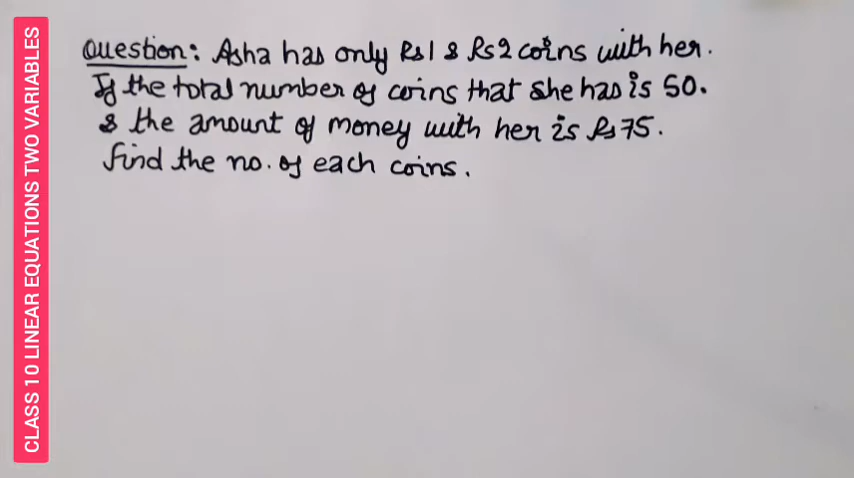 CLASS 10 LINEAR EQUATIONS TWO VARIABLES
Question: Asha has only Rs1 & Rs2 coins with her.
If the total number of coins that she has is 50.
& the amount of money with her is Rs75.
find the no. of each coins.